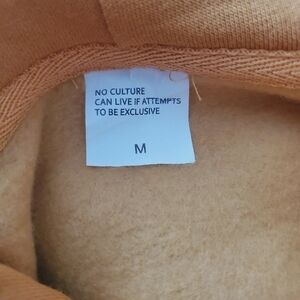 NO CULTURE
CAN LIVE IF ATTEMPTS
TO BE EXCLUSIVE
M